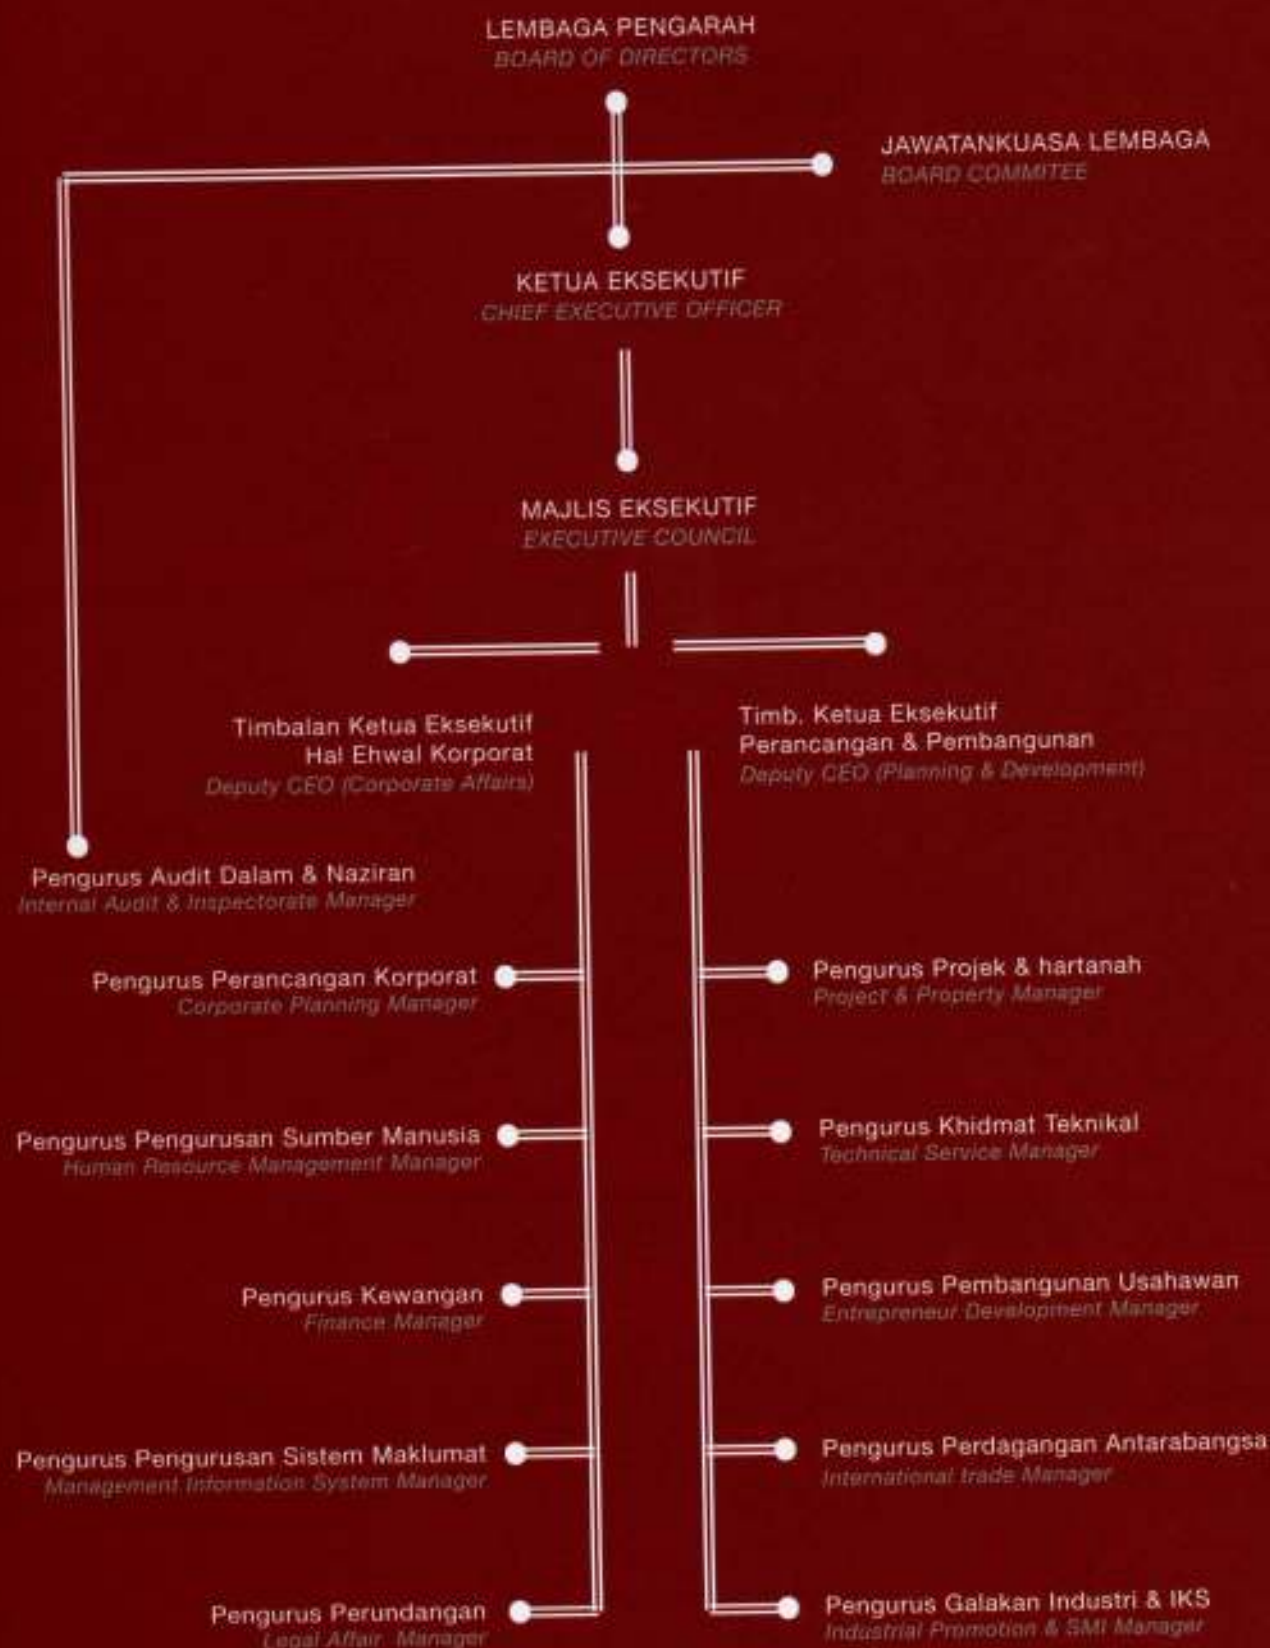 LEMBAGA PENGARAH
BOARD OF DIRECTORS
JAWATANKUASA LEMBAGA
BOARD COMMITEE
KETUA EKSEKUTIF
CHIEF EXECUTIVE OFFICER
MAJLIS EKSEKUTIF
EXECUTIVE COUNCIL
Timbalan Ketua Eksekutif
Hal Ehwal Korporat
Deputy CEO (Corporate Affairs)
Timb. Ketua Eksekutif
Perancangan & Pembangunan
Deputy CEO (Planning & Development)
Pengurus Audit Dalam & Naziran
Internal Audit & Inspectorate Manager
Pengurus Perancangan Korporat
Corporate Planning Manager
Pengurus Projek & hartanah
Project & Property Manager
Pengurus Pengurusan Sumber Manusia
Human Resource Management Manager
Pengurus Khidmat Teknikal
Technical Service Manager
Pengurus Kewangan
Finance Manager
Pengurus Pembangunan Usahawan
Entrepreneur Development Manager
Pengurus Pengurusan Sistem Maklumat
Management Information System Manager
Pengurus Perdagangan Antarabangsa
International trade Manager
Pengurus Perundangan
Legal Affair Manager
Pengurus Galakan Industri & IKS
Industrial Promotion & SMI Manager